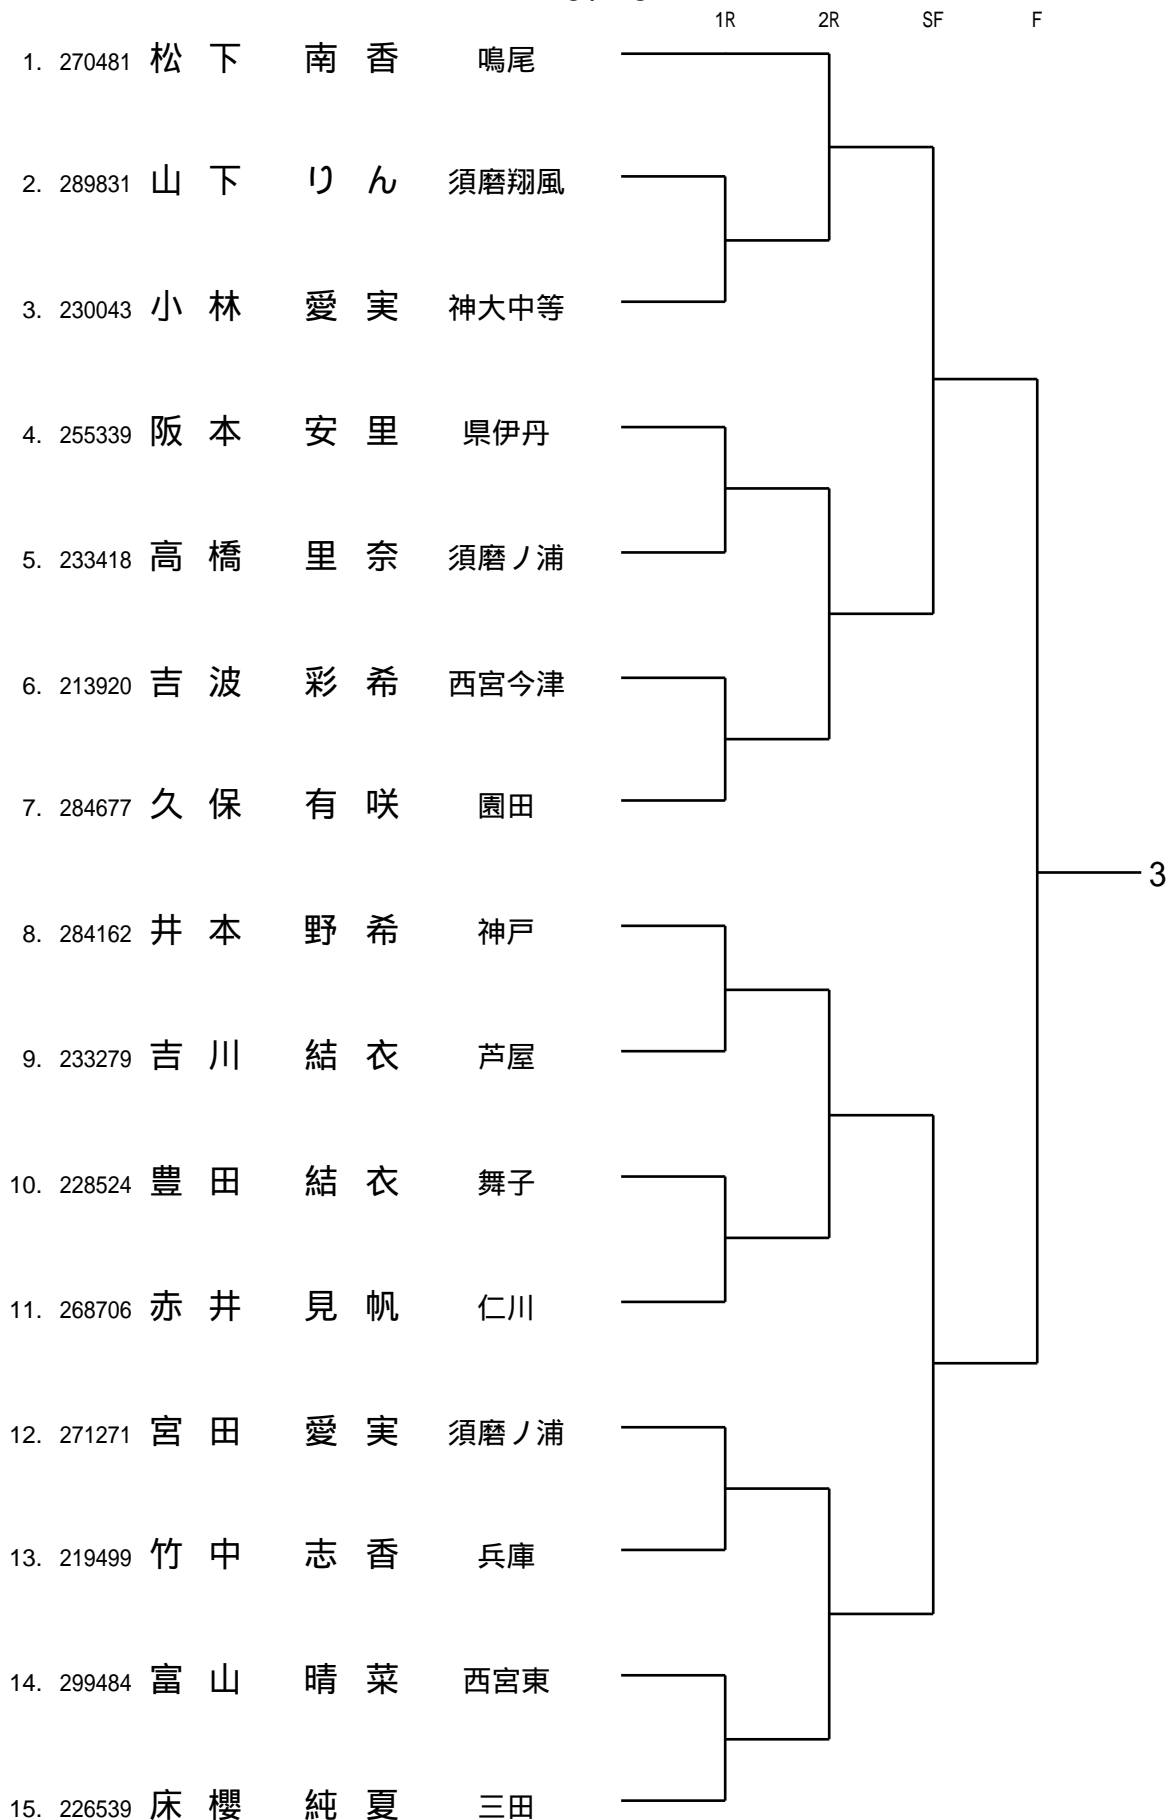 1R 2R SF F
1. 270481 松下 南香 鳴尾
2. 289831 山下 りん 須磨翔風
3. 230043 小林 愛実 神大中等
4. 255339 阪本 安里 県伊丹
5. 233418 高橋 里奈 須磨ノ浦
6. 213920 吉波 彩希 西宮今津
7. 284677 久保 有咲 園田
3
8. 284162 井本 野希 神戸
9. 233279 吉川 結衣 芦屋
10. 228524 豊田 結衣 舞子
11. 268706 赤井 見帆 仁川
12. 271271 宮田 愛実 須磨ノ浦
13. 219499 竹中 志香 兵庫
14. 299484 富山 晴菜 西宮東
15. 226539 床櫻 純夏 三田